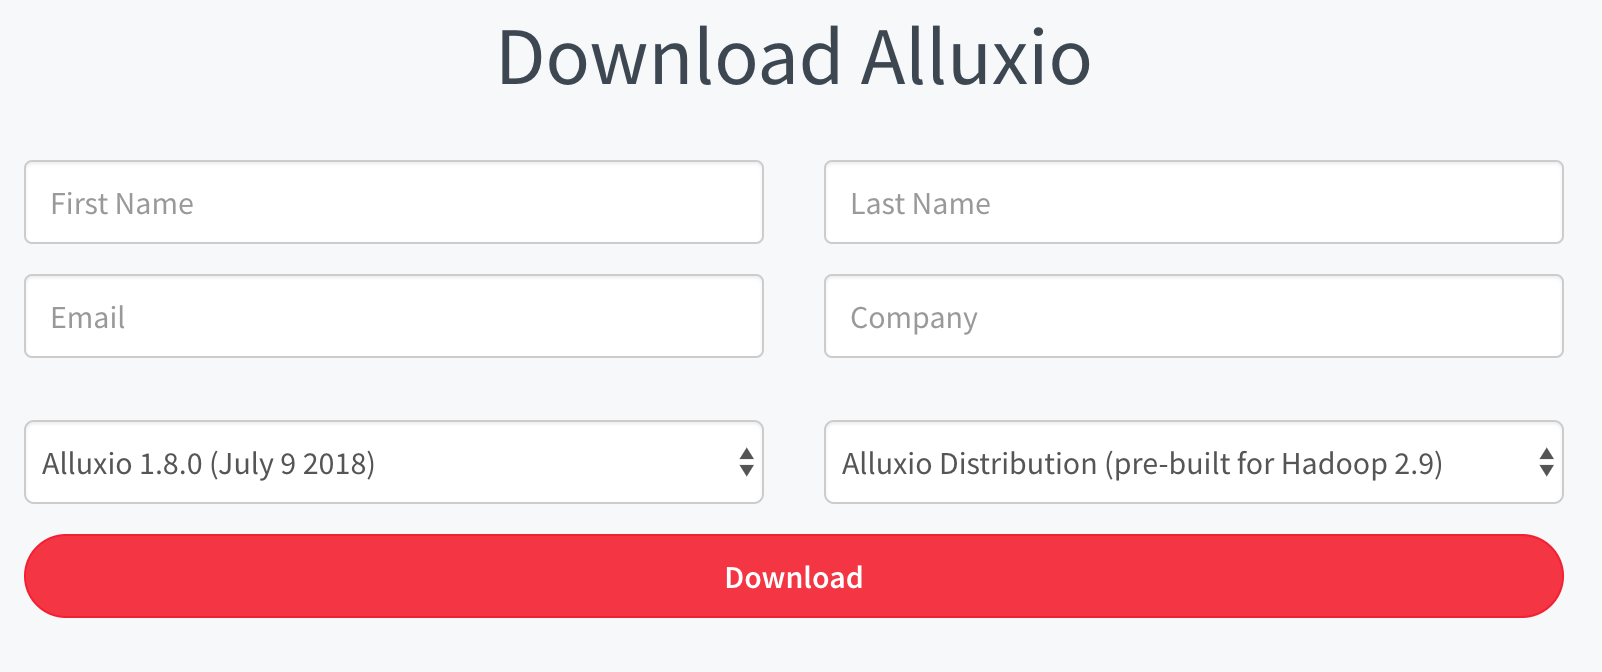 Download Alluxio
First Name
Last Name
Email
Company
Alluxio 1.8.0 (July 9 2018)
Alluxio Distribution (pre-built for Hadoop 2.9)
Download